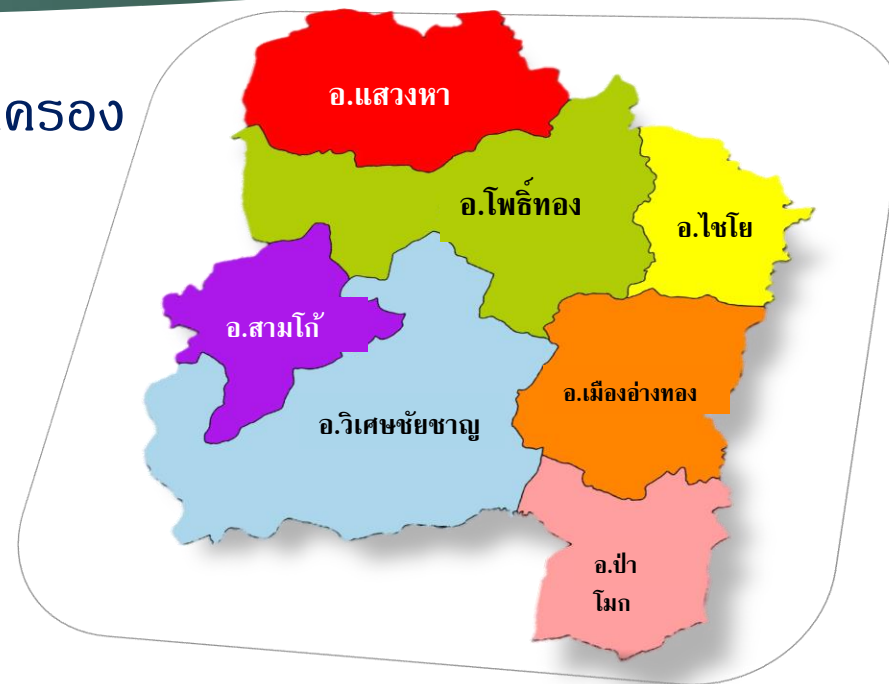 ครอง
อ.แสวงหา
อ.โพธิ์ทอง
อ.ไชโย
อ.สามโก้
อ.เมืองอ่างทอง
อ.วิเศษชัยชาญ
อ.ป่า
โมก